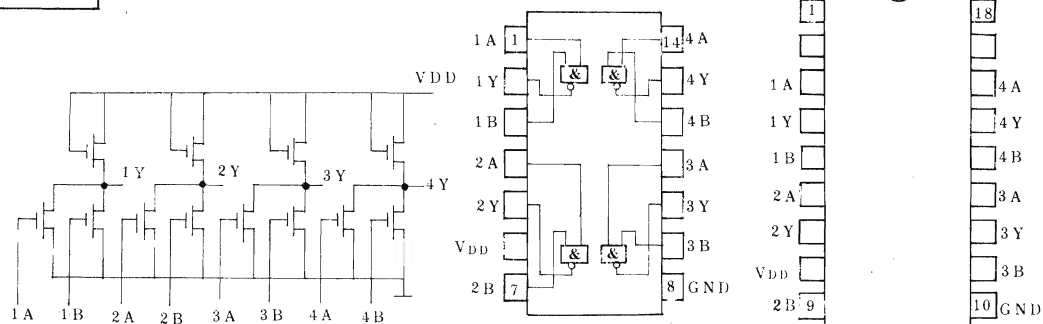 VDD
1Y 2Y 3Y 4Y
1A 1B 2A 2B 3A 3B 4A 4B
1A 1 & & 14 4A
1Y 4Y
1B 4B
2A 3A
2Y 3Y
VDD & & 3B
2B 7 8 GND
1 18
1A 4A
1Y 4Y
1B 4B
2A 3A
2Y 3Y
VDD 3B
2B 9 10 GND